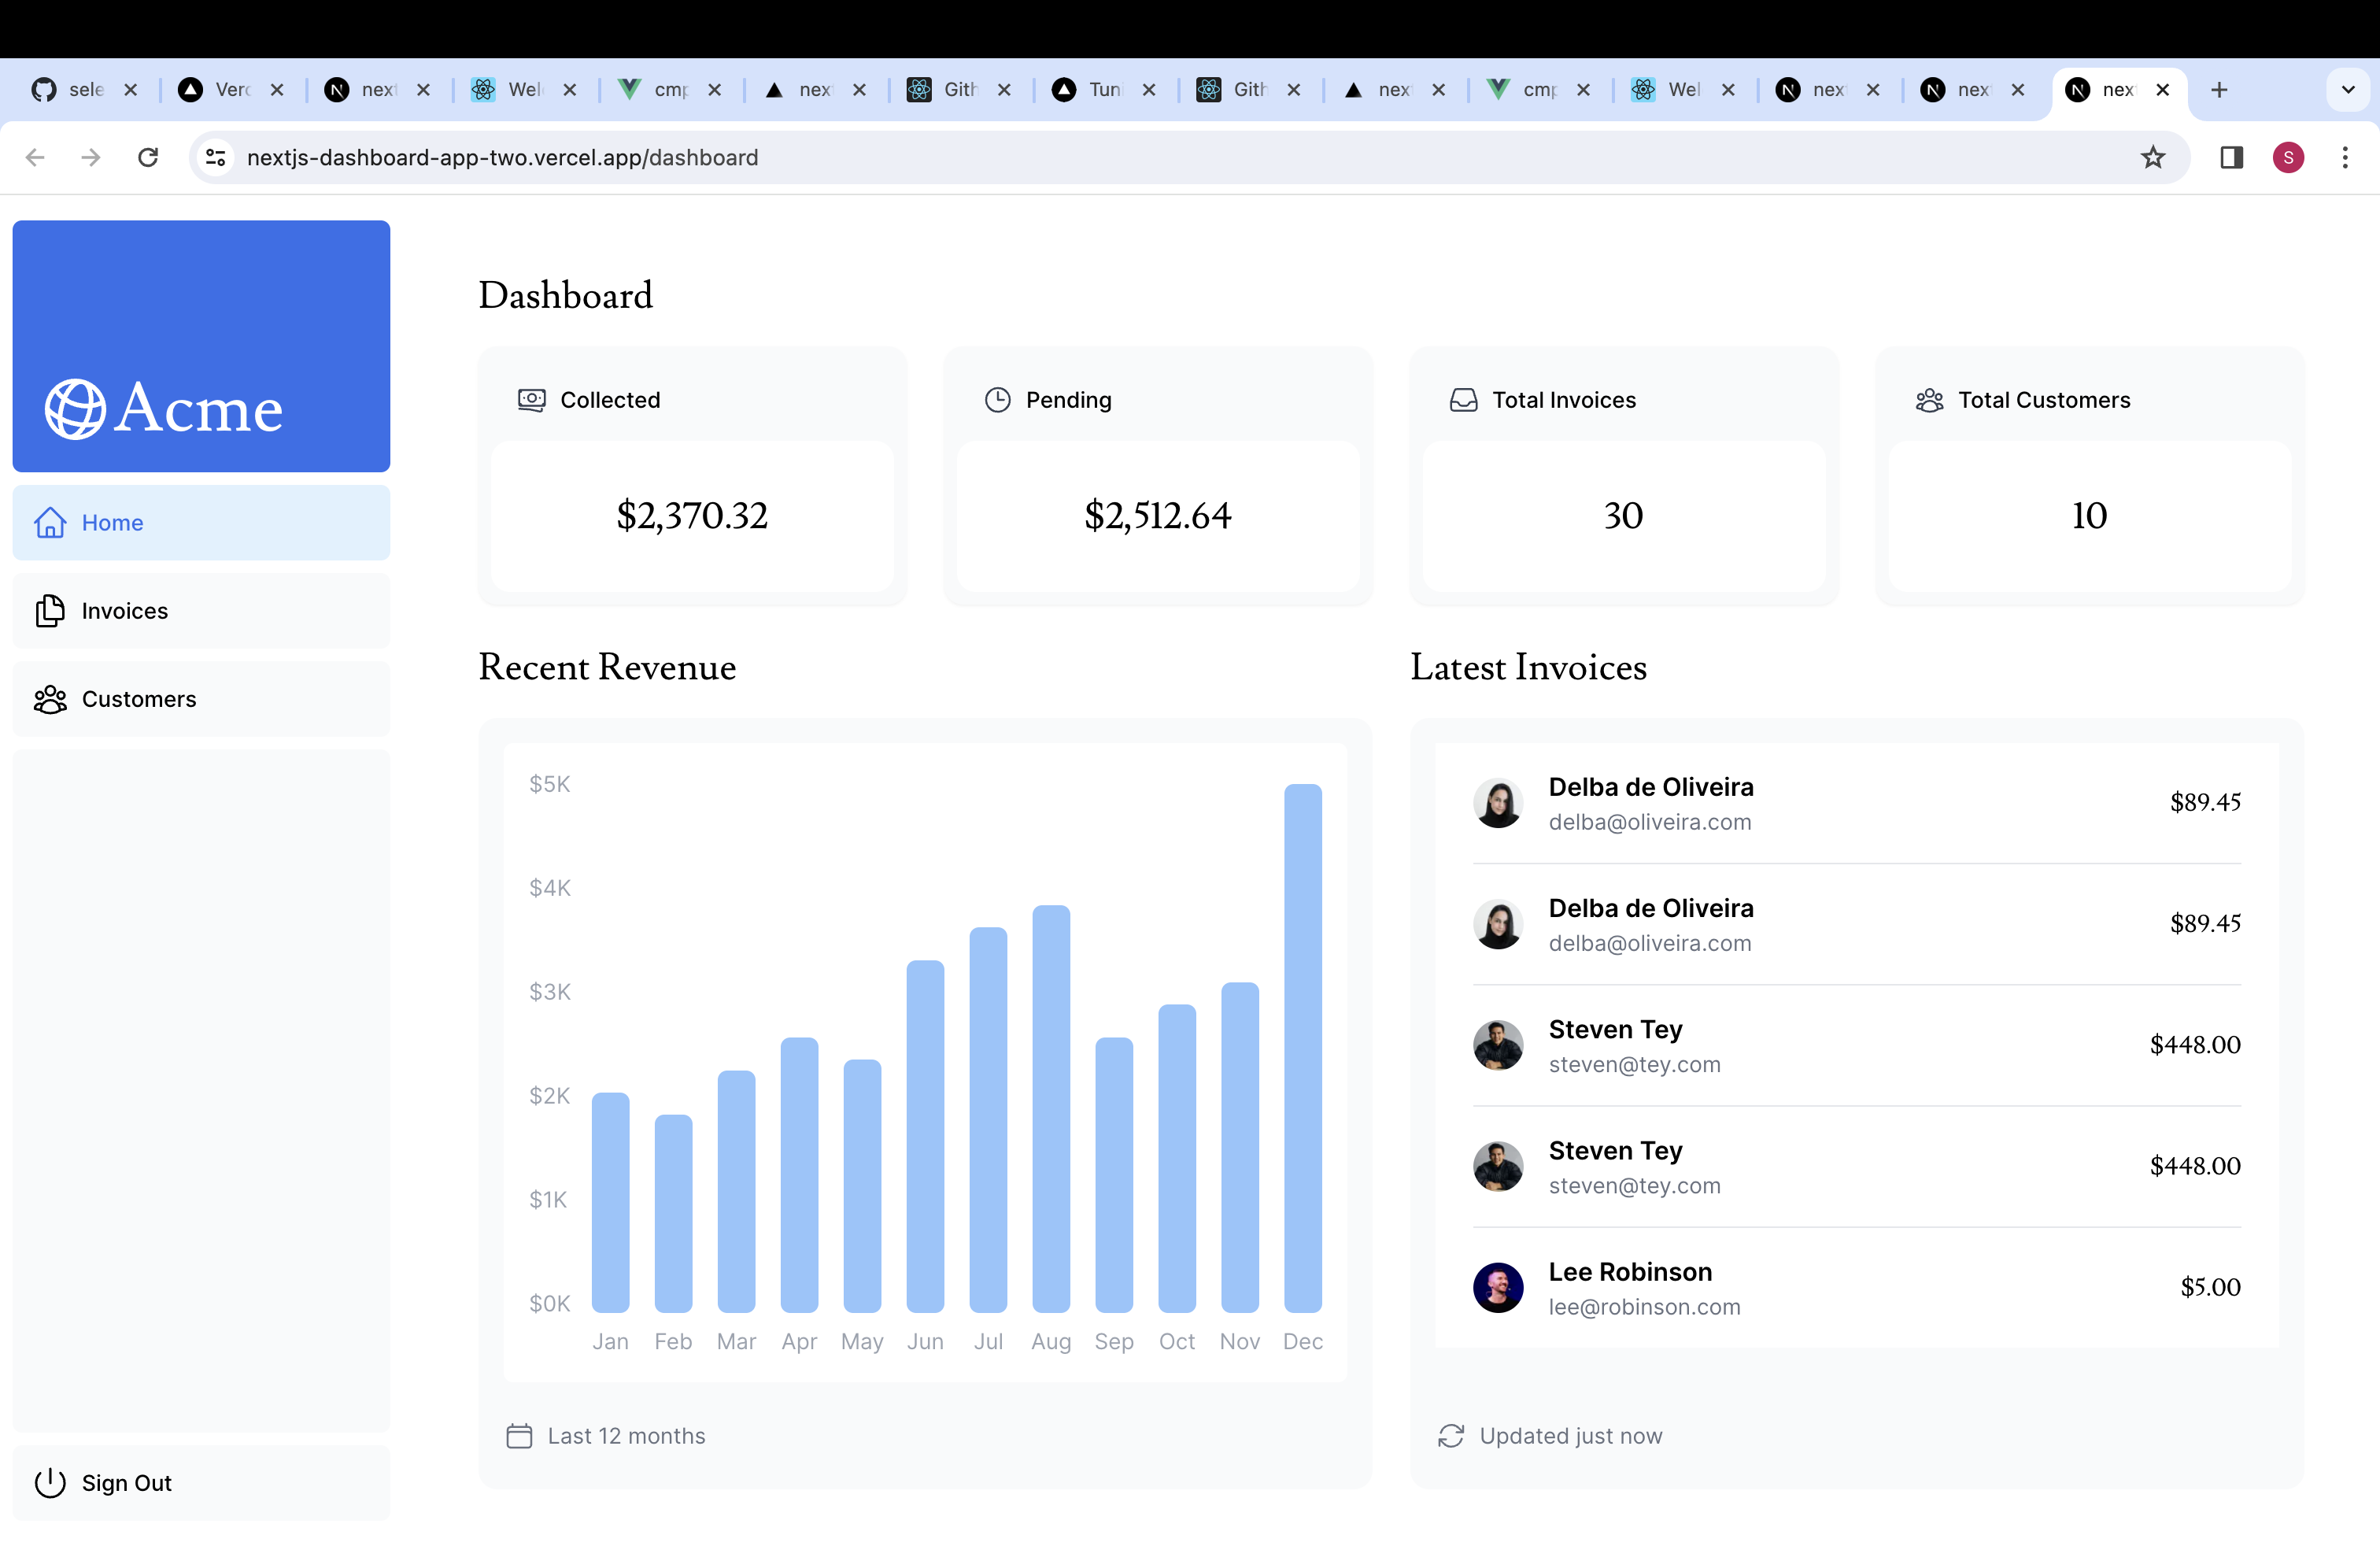 sele
Verc
next
Wel
cmp
nex
Gith
Tun
Gith
nex
cmp
Wel
nex
nex
nex
nextjs-dashboard-app-two.vercel.app/dashboard
S
Acme
Home
Invoices
Customers
Sign Out
Dashboard
Collected
$2,370.32
Pending
$2,512.64
Total Invoices
30
Total Customers
10
Recent Revenue
$5K
$4K
$3K
$2K
$1K
$0K
Jan Feb Mar Apr May Jun Jul Aug Sep Oct Nov Dec
Last 12 months
Latest Invoices
Delba de Oliveira
delba@oliveira.com
$89.45
Delba de Oliveira
delba@oliveira.com
$89.45
Steven Tey
steven@tey.com
$448.00
Steven Tey
steven@tey.com
$448.00
Lee Robinson
lee@robinson.com
$5.00
Updated just now